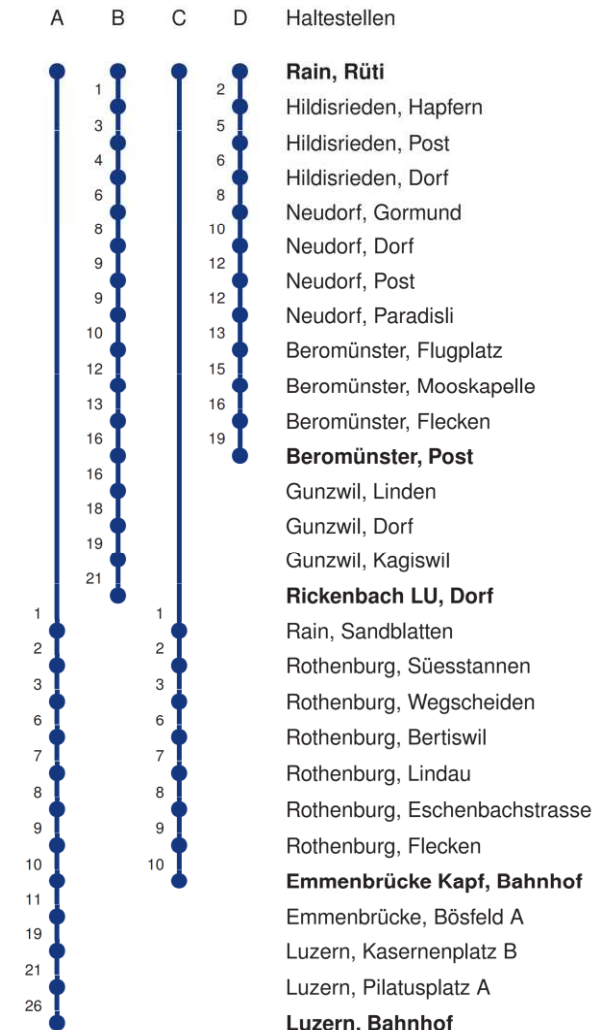 A B C D Haltestellen
Rain, Rüti
1 2
Hildisrieden, Hapfern
3 5
Hildisrieden, Post
4 6
Hildisrieden, Dorf
6 8
Neudorf, Gormund
8 10
Neudorf, Dorf
9 12
Neudorf, Post
9 12
Neudorf, Paradisli
10 13
Beromünster, Flugplatz
12 15
Beromünster, Mooskapelle
13 16
Beromünster, Flecken
16 19
Beromünster, Post
16
Gunzwil, Linden
18
Gunzwil, Dorf
19
Gunzwil, Kagiswil
21
Rickenbach LU, Dorf
1 1
Rain, Sandblatten
2 2
Rothenburg, Süesstannen
3 3
Rothenburg, Wegscheiden
6 6
Rothenburg, Bertiswil
7 7
Rothenburg, Lindau
8 8
Rothenburg, Eschenbachstrasse
9 9
Rothenburg, Flecken
10 10
Emmenbrücke Kapf, Bahnhof
11
Emmenbrücke, Bösfeld A
19
Luzern, Kasernenplatz B
21
Luzern, Pilatusplatz A
26
Luzern, Bahnhof